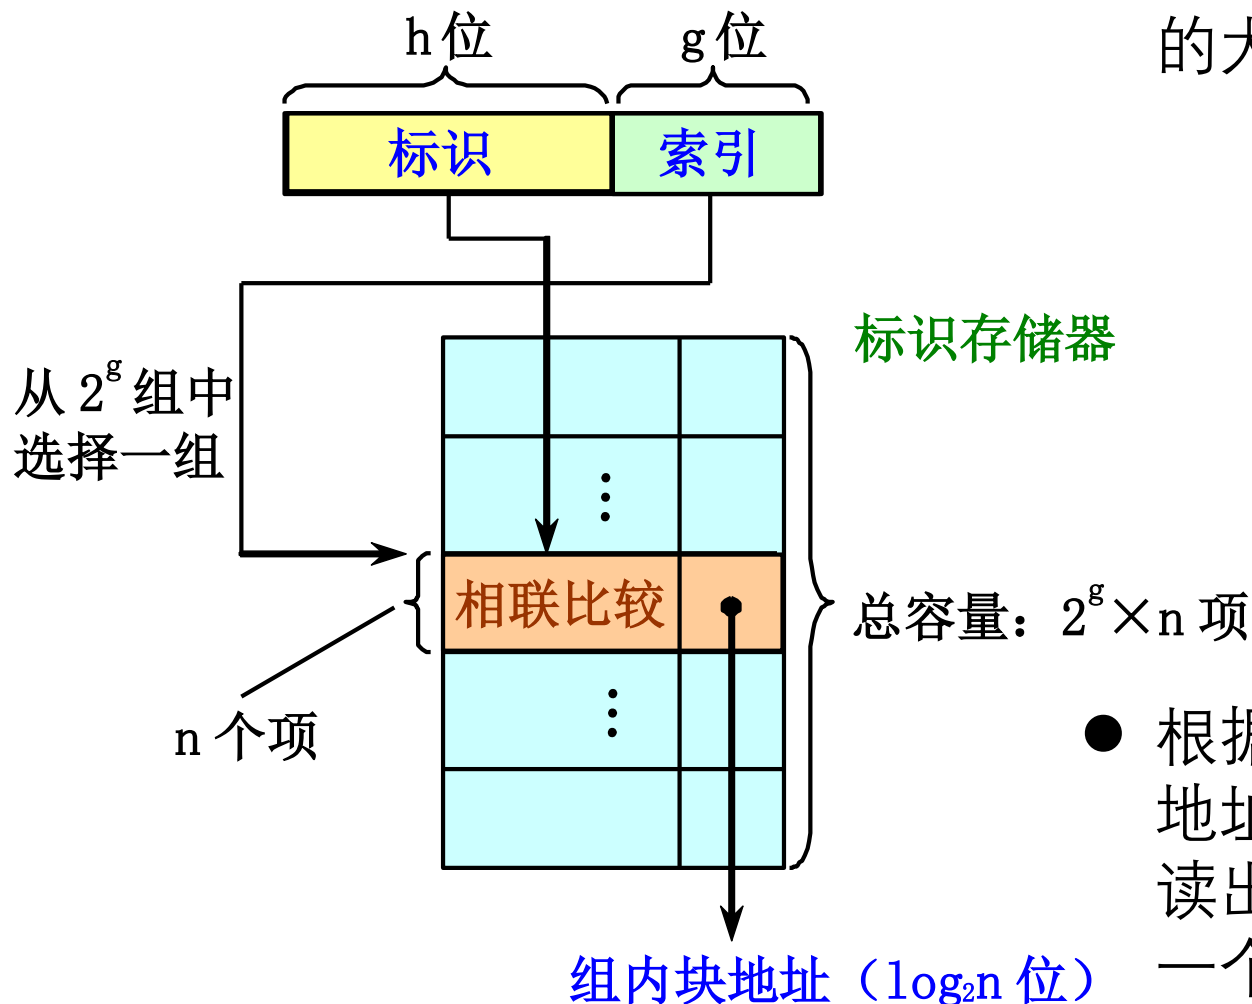 的大
h 位
g 位
标识
索引
标识存储器
从 2^g 组中
选择一组
相联比较
总容量：2^g×n 项
n 个项
● 根据
地址
读出
一个
组内块地址（log₂n 位）